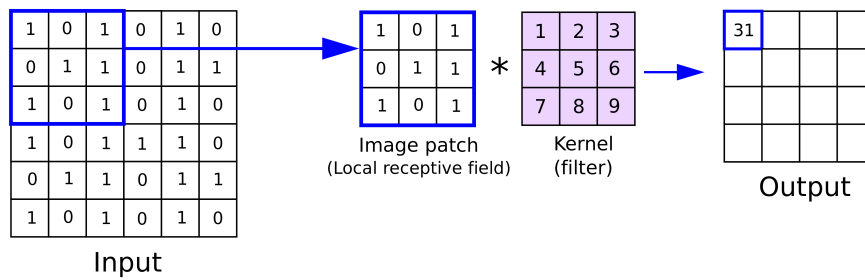 1 0 1 0 1 0
0 1 1 0 1 1
1 0 1 0 1 0
1 0 1 1 1 0
0 1 1 0 1 1
1 0 1 0 1 0
Input
1 0 1
0 1 1
1 0 1
Image patch
(Local receptive field)
*
1 2 3
4 5 6
7 8 9
Kernel
(filter)
31
Output